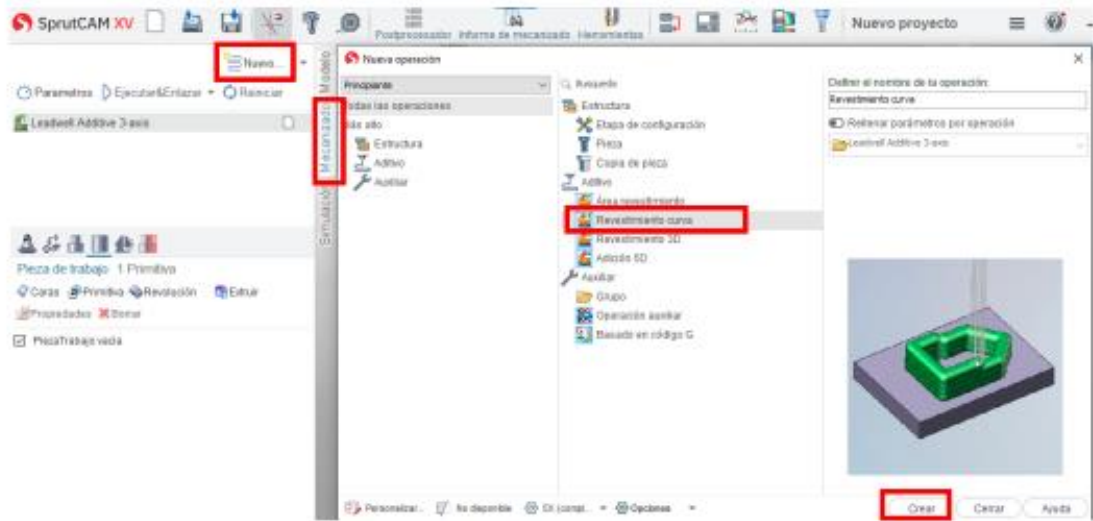 SprutCAM XV
Postprocesador Informe de mecanizado Herramientas
Nuevo proyecto
Nuevo...
Parametros Ejecutar&Enlazar Reiniciar
Leadwell Additive 3-axis
Modelo
Mecanizado
Simulación
Pieza de trabajo 1 Primitiva
Caras Primitiva Revolución Extruir
Propiedades Borrar
PiezaTrabajo vacia
Nueva operación
Principiante
Todas las operaciones
Más alto
Estructura
Aditivo
Auxiliar
Busqueda
Estructura
Etapa de configuración
Pieza
Copia de pieza
Aditivo
Area revestimiento
Revestimiento curva
Revestimiento 3D
Adición 5D
Auxiliar
Grupo
Operación auxiliar
Basado en código G
Definir el nombre de la operación:
Revestimiento curva
Rellenar parámetros por operación
Leadwell Additive 3-axis
Personalizar... No disponible Opciones
Crear Cerrar Ayuda